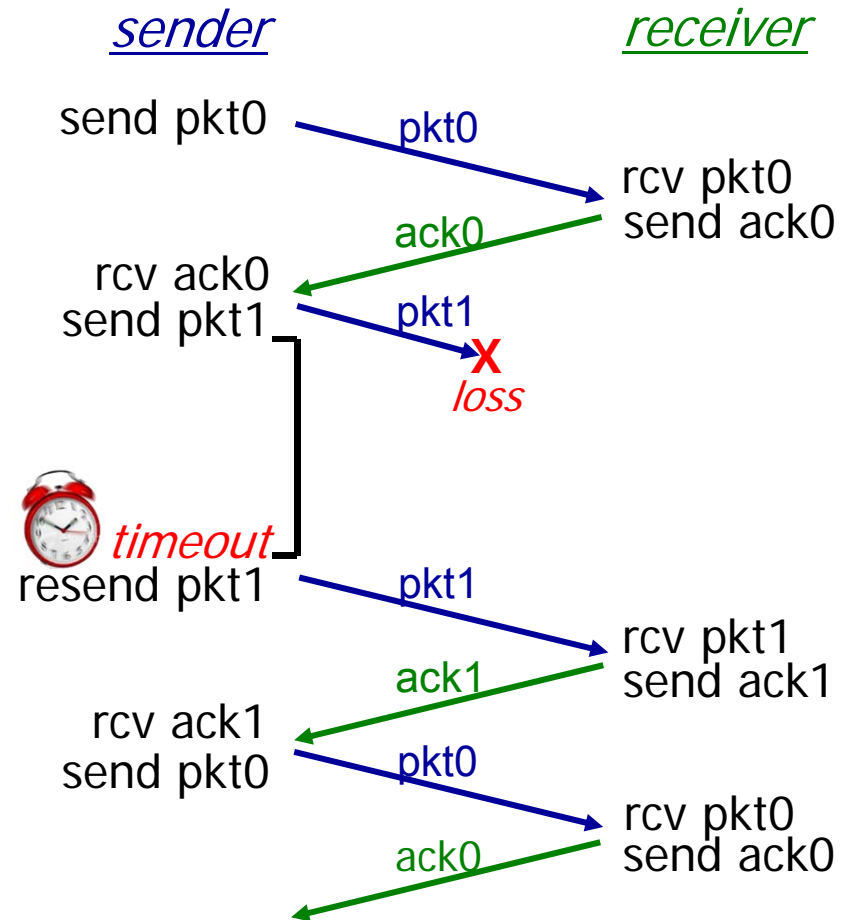 sender
receiver
send pkt0
pkt0
rcv pkt0
send ack0
ack0
rcv ack0
send pkt1
pkt1
X
loss
timeout
resend pkt1
pkt1
rcv pkt1
send ack1
ack1
rcv ack1
send pkt0
pkt0
rcv pkt0
send ack0
ack0